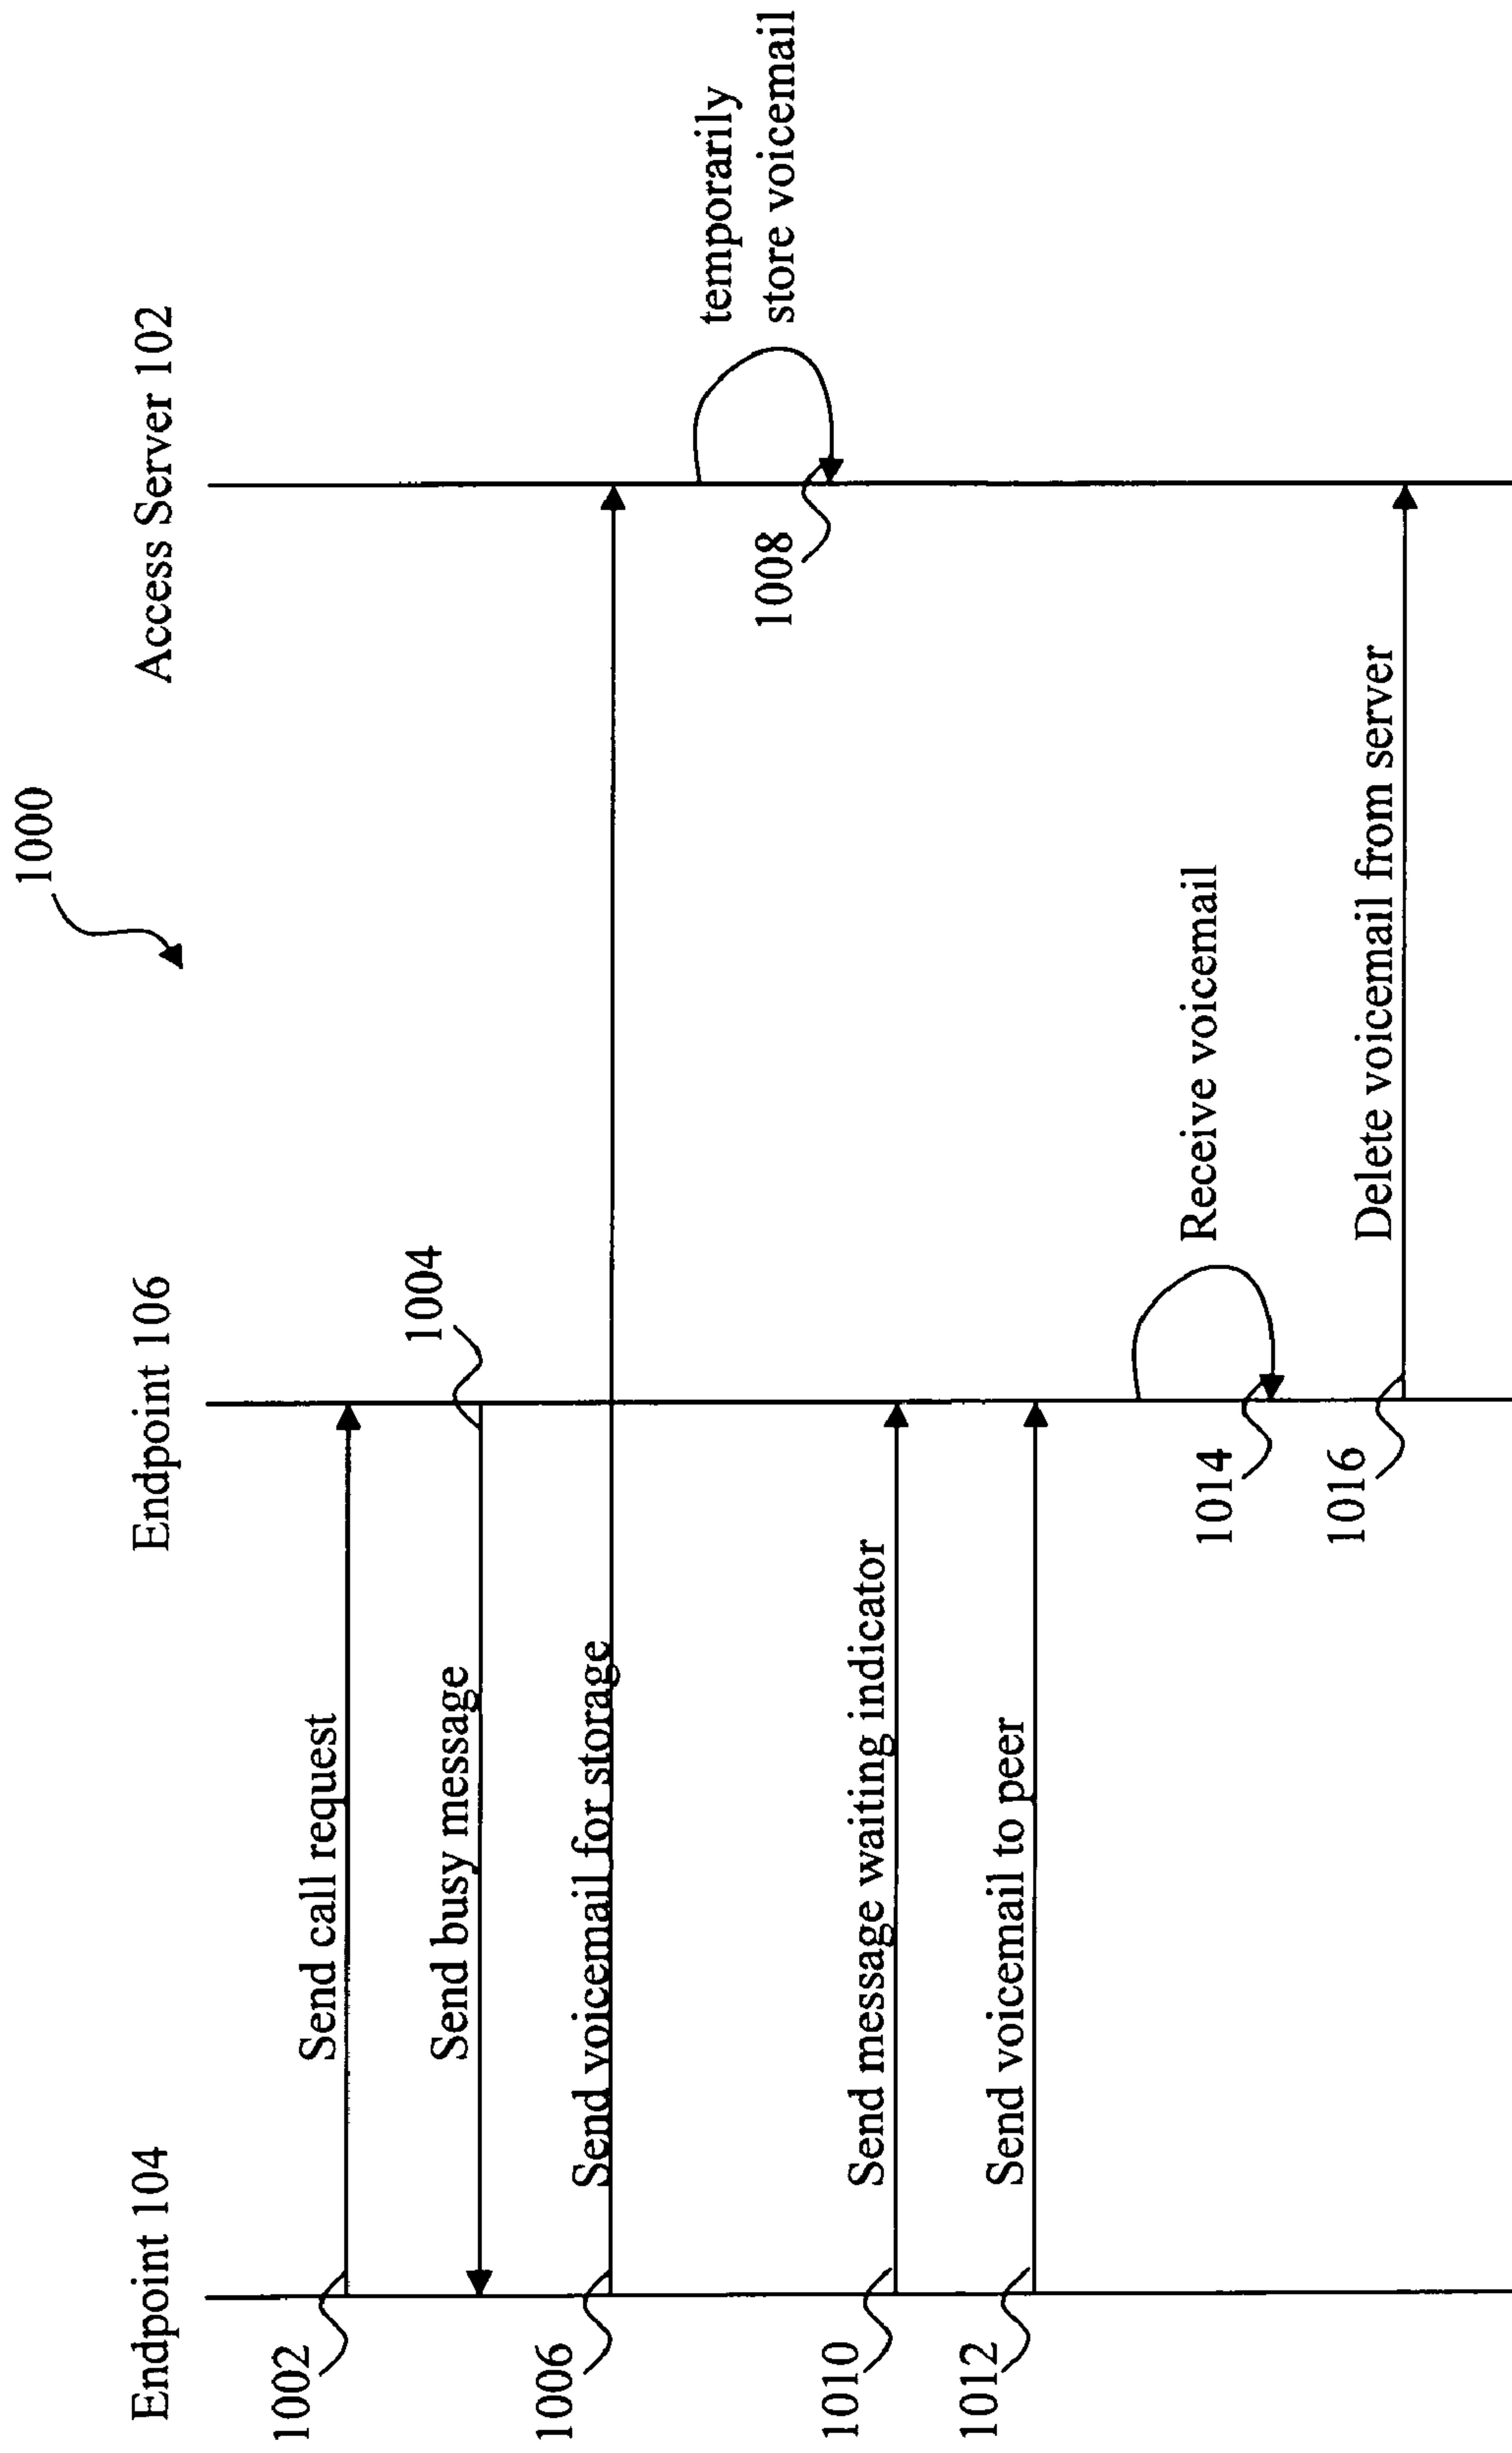 1000
Endpoint 104
Endpoint 106
Access Server 102
1002
Send call request
Send busy message
1004
1006
Send voicemail for storage
temporarily
store voicemail
1008
1010
Send message waiting indicator
1012
Send voicemail to peer
Receive voicemail
1014
1016
Delete voicemail from server